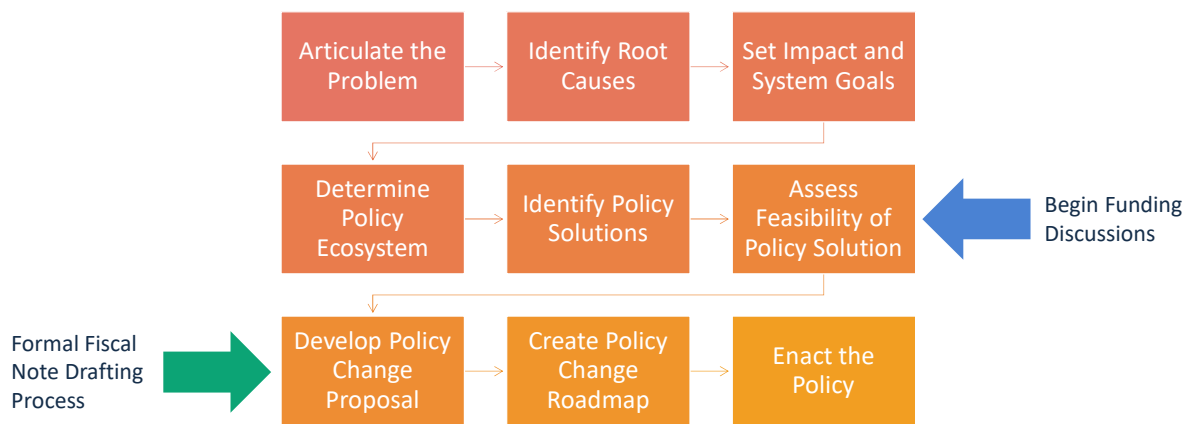 Articulate the
Problem
Identify Root
Causes
Set Impact and
System Goals
Determine
Policy
Ecosystem
Identify Policy
Solutions
Assess
Feasibility of
Policy Solution
Begin Funding
Discussions
Formal Fiscal
Note Drafting
Process
Develop Policy
Change
Proposal
Create Policy
Change
Roadmap
Enact the
Policy